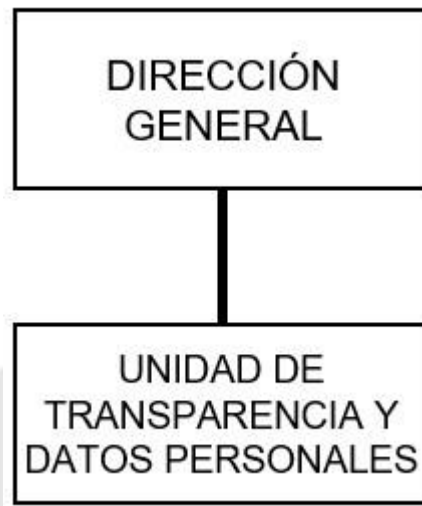 DIRECCIÓN
GENERAL
UNIDAD DE
TRANSPARENCIA Y
DATOS PERSONALES